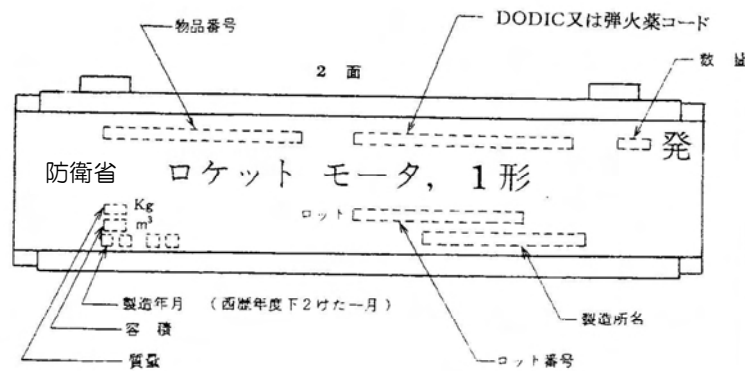 物品番号
DODIC又は弾火薬コード
2 面
数 量
発
防衛省 ロケット モータ, 1形
Kg
m³
ロット
製造年月 (西暦年度下2けた一月)
容 積
質量
製造所名
ロット番号